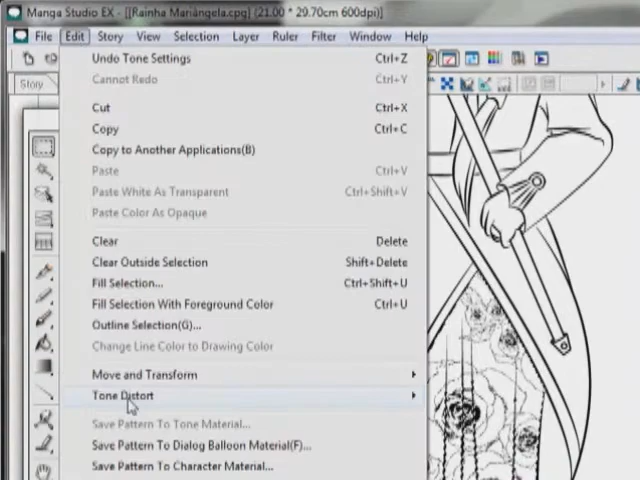 Manga Studio EX - [[Rainha Mariângela.cpg] (21.00 * 29.70cm 600dpi)]
File Edit Story View Selection Layer Ruler Filter Window Help
Story
Undo Tone Settings Ctrl+Z
Cannot Redo Ctrl+Y
Cut Ctrl+X
Copy Ctrl+C
Copy to Another Applications(B)
Paste Ctrl+V
Paste White As Transparent Ctrl+Shift+V
Paste Color As Opaque
Clear Delete
Clear Outside Selection Shift+Delete
Fill Selection... Ctrl+Shift+U
Fill Selection With Foreground Color Ctrl+U
Outline Selection(G)...
Change Line Color to Drawing Color
Move and Transform
Tone Distort
Save Pattern To Tone Material...
Save Pattern To Dialog Balloon Material(F)...
Save Pattern To Character Material...